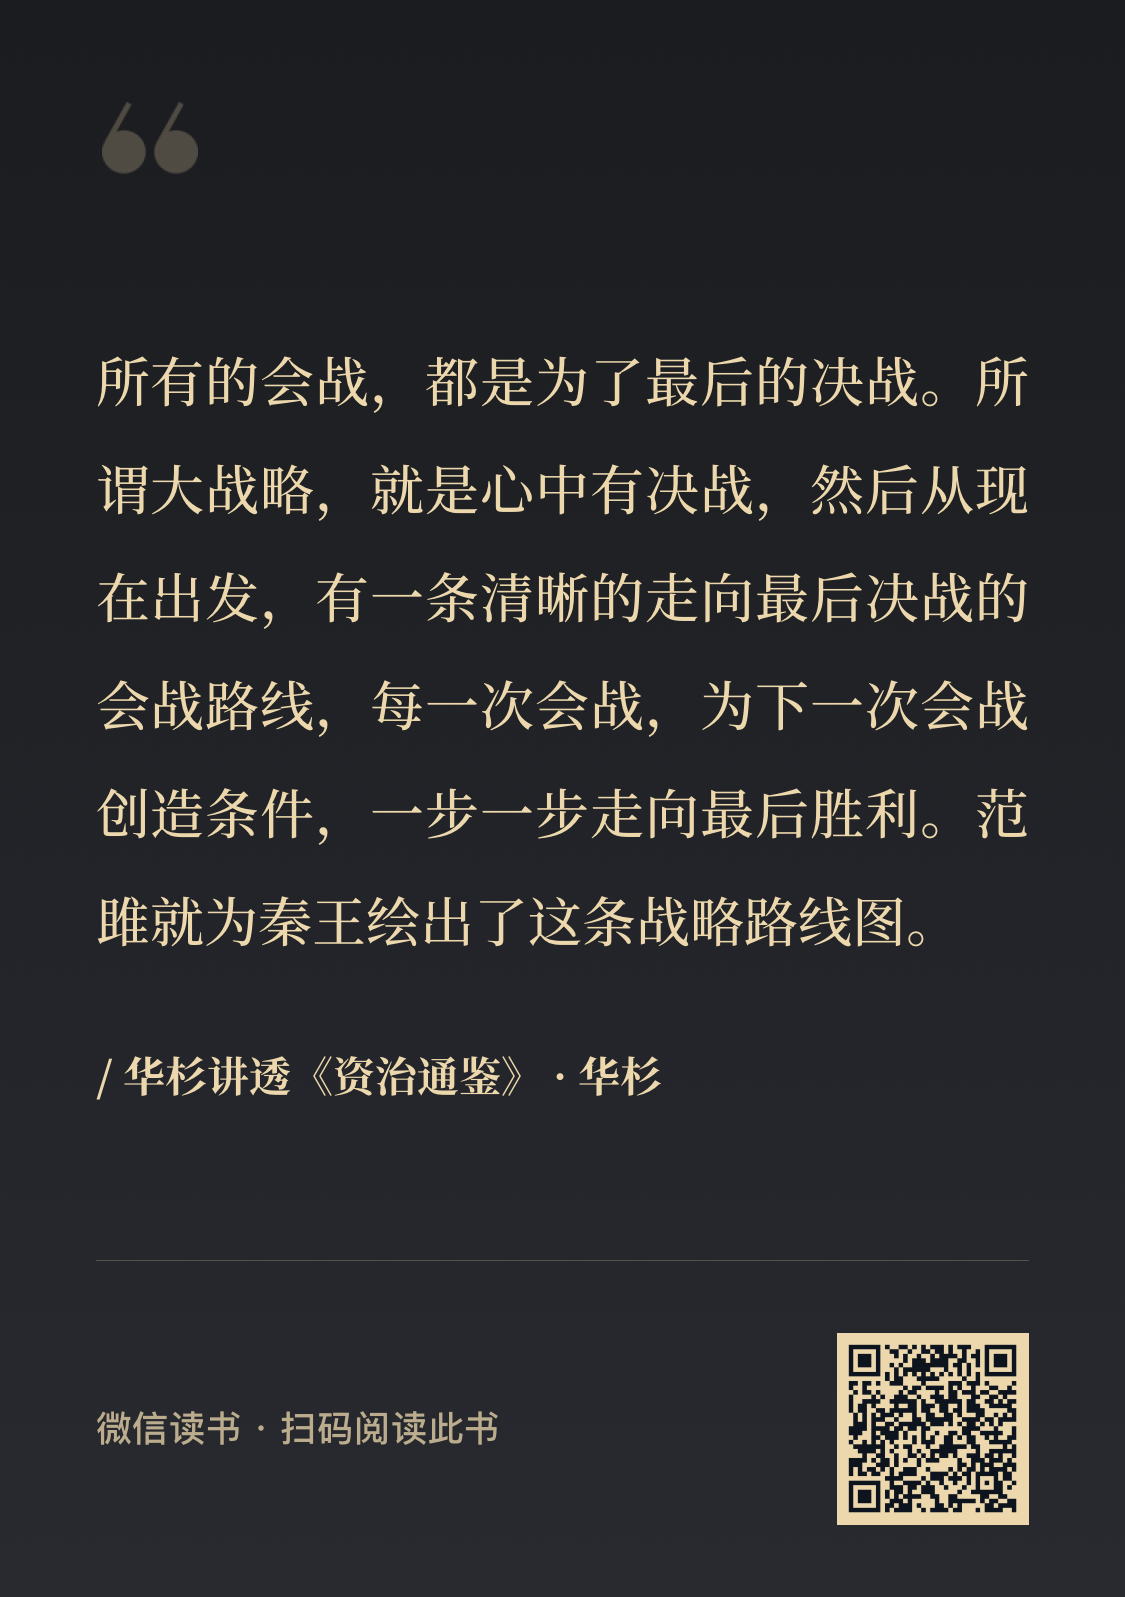 “
所有的会战，都是为了最后的决战。所
谓大战略，就是心中有决战，然后从现
在出发，有一条清晰的走向最后决战的
会战路线，每一次会战，为下一次会战
创造条件，一步一步走向最后胜利。范
雎就为秦王绘出了这条战略路线图。
/ 华杉讲透《资治通鉴》 · 华杉
微信读书 · 扫码阅读此书